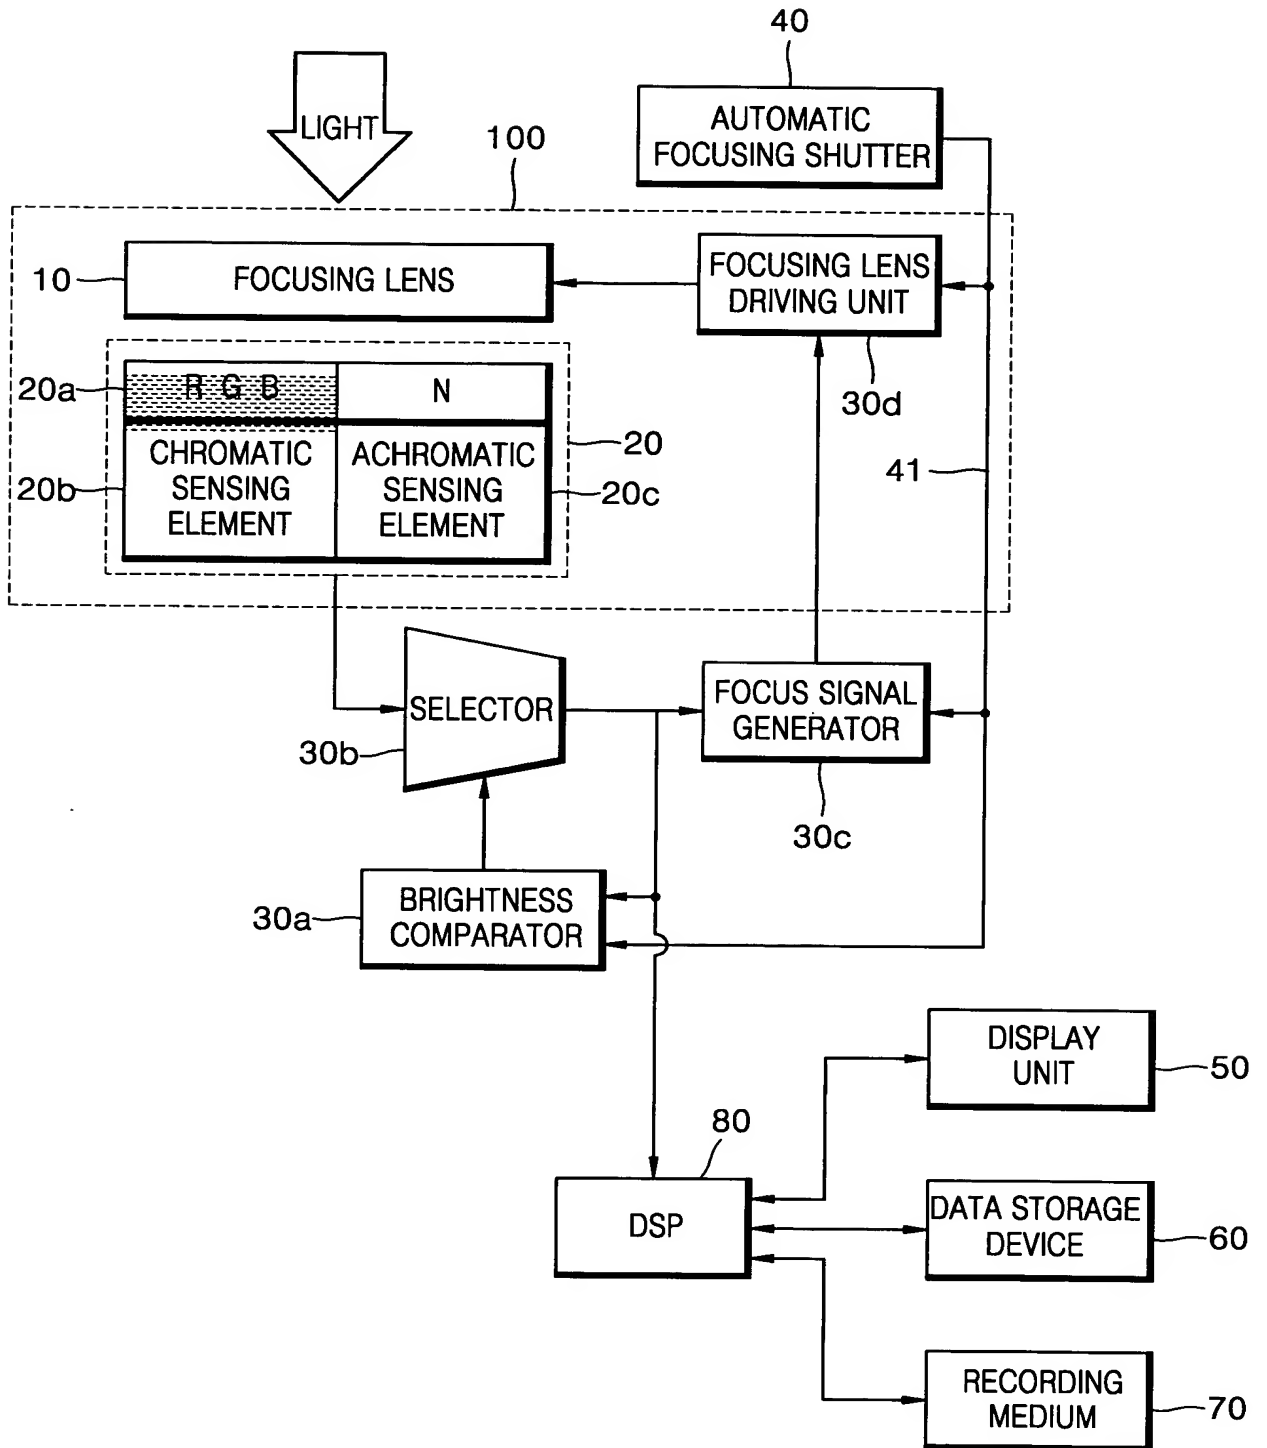 40
LIGHT
AUTOMATIC
FOCUSING SHUTTER
100
10
FOCUSING LENS
FOCUSING LENS
DRIVING UNIT
30d
20a
R G B
N
20
41
20b
CHROMATIC
SENSING
ELEMENT
ACHROMATIC
SENSING
ELEMENT
20c
SELECTOR
30b
FOCUS SIGNAL
GENERATOR
30c
30a
BRIGHTNESS
COMPARATOR
DISPLAY
UNIT
50
80
DSP
DATA STORAGE
DEVICE
60
RECORDING
MEDIUM
70